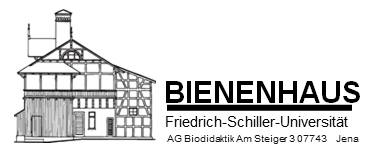 BIENENHAUS
Friedrich-Schiller-Universität
AG Biodidaktik Am Steiger 3 07743 Jena